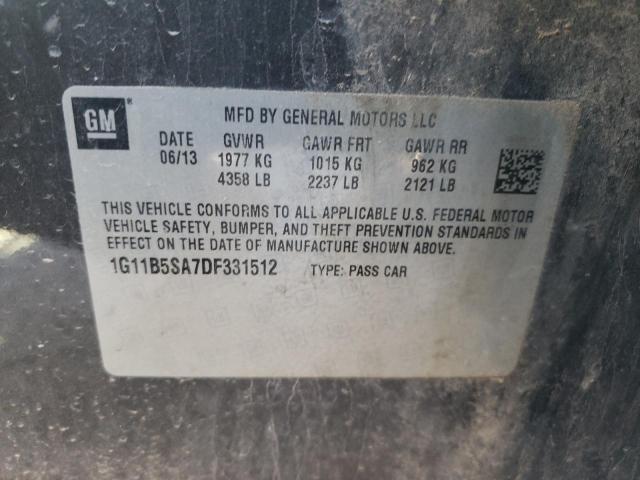 GM
MFD BY GENERAL MOTORS LLC
DATE GVWR GAWR FRT GAWR RR
06/13 1977 KG 1015 KG 962 KG
4358 LB 2237 LB 2121 LB
THIS VEHICLE CONFORMS TO ALL APPLICABLE U.S. FEDERAL MOTOR
VEHICLE SAFETY, BUMPER, AND THEFT PREVENTION STANDARDS IN
EFFECT ON THE DATE OF MANUFACTURE SHOWN ABOVE.
1G11B5SA7DF331512 TYPE: PASS CAR